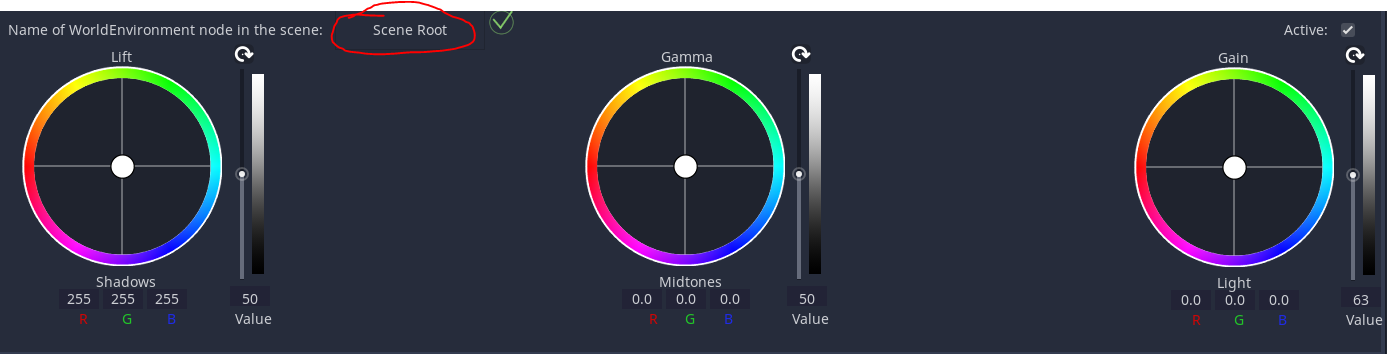 Name of WorldEnvironment node in the scene: Scene Root Active:
Lift Gamma Gain
Shadows Midtones Light
255 255 255 50 0.0 0.0 0.0 50 0.0 0.0 0.0 63
R G B Value R G B Value R G B Value